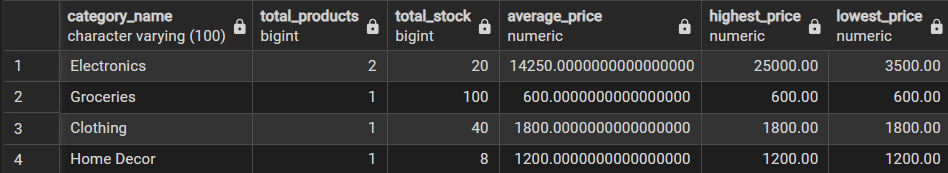 category_name total_products total_stock average_price highest_price lowest_price
character varying (100) bigint bigint numeric numeric numeric
1 Electronics 2 20 14250.0000000000000000 25000.00 3500.00
2 Groceries 1 100 600.0000000000000000 600.00 600.00
3 Clothing 1 40 1800.0000000000000000 1800.00 1800.00
4 Home Decor 1 8 1200.0000000000000000 1200.00 1200.00